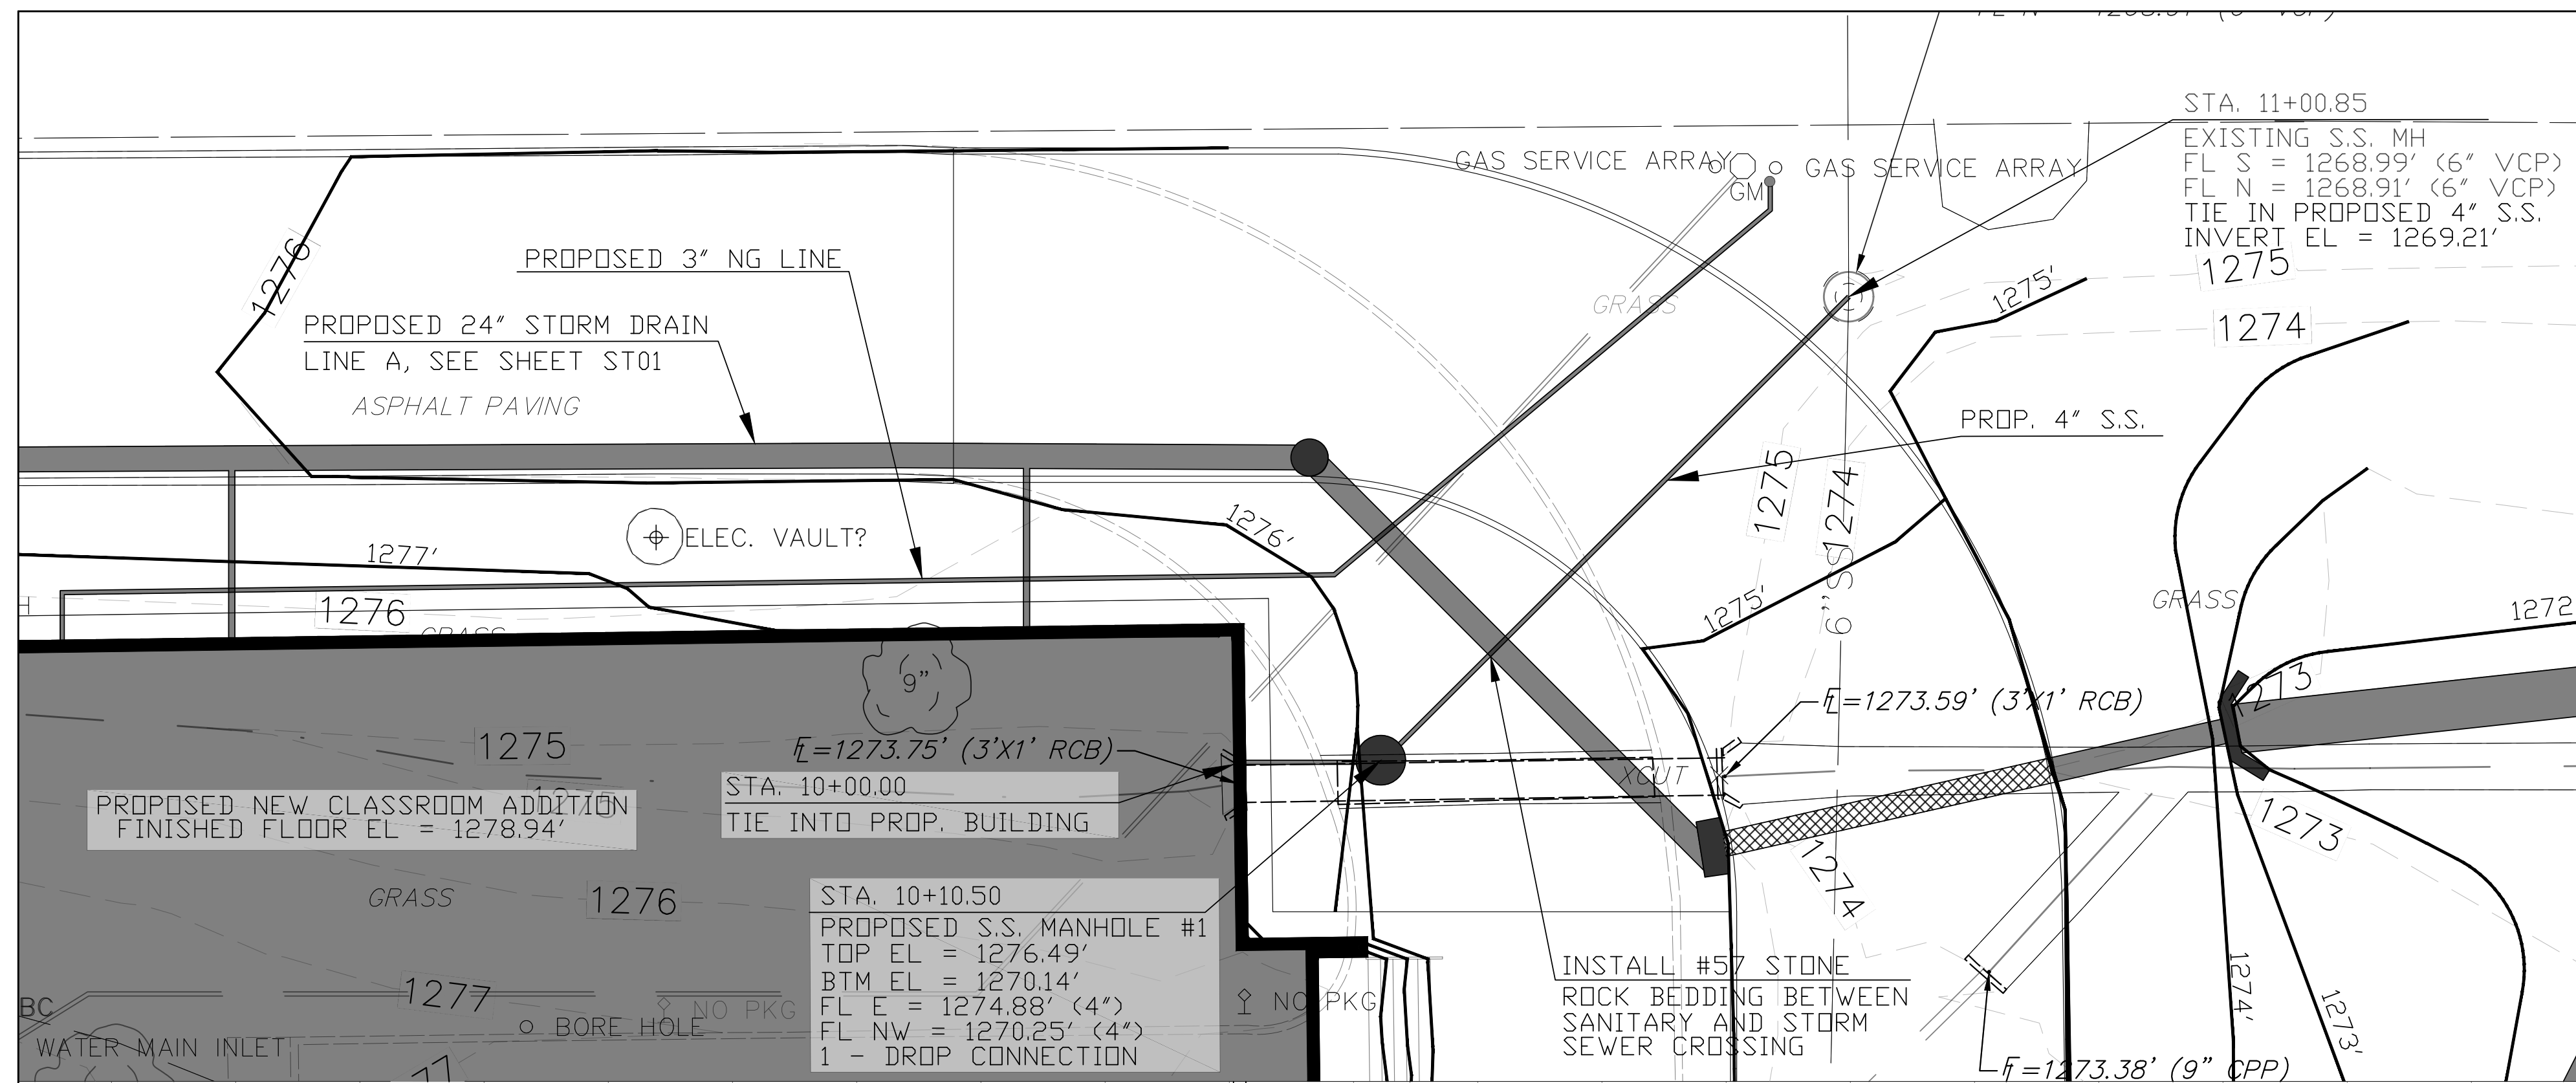 STA. 11+00.85
EXISTING S.S. MH
FL S = 1268.99' (6" VCP)
FL N = 1268.91' (6" VCP)
TIE IN PROPOSED 4" S.S.
INVERT EL = 1269.21'
GAS SERVICE ARRAY
GAS SERVICE ARRAY
GM
1276
PROPOSED 3" NG LINE
GRASS
1275'
1275
PROPOSED 24" STORM DRAIN
LINE A, SEE SHEET ST01
1274
ASPHALT PAVING
PROP. 4" S.S.
1275
1274
6" SS
ELEC. VAULT?
1276'
1277'
1276
GRASS
1275'
GRASS
1272
9"
1273
FL=1273.59' (3'X1' RCB)
1275
FL=1273.75' (3'X1' RCB)
XCUT
STA. 10+00.00
TIE INTO PROP. BUILDING
1275
PROPOSED NEW CLASSROOM ADDITION
FINISHED FLOOR EL = 1278.94'
1273
1274
GRASS
1276
STA. 10+10.50
PROPOSED S.S. MANHOLE #1
TOP EL = 1276.49'
BTM EL = 1270.14'
FL E = 1274.88' (4")
FL NW = 1270.25' (4")
1 - DROP CONNECTION
INSTALL #57 STONE
ROCK BEDDING BETWEEN
SANITARY AND STORM
SEWER CROSSING
1277
NO PKG
NO PKG
BC
BORE HOLE
WATER MAIN INLET
77
1274'
1273'
FL=1273.38' (9" CPP)